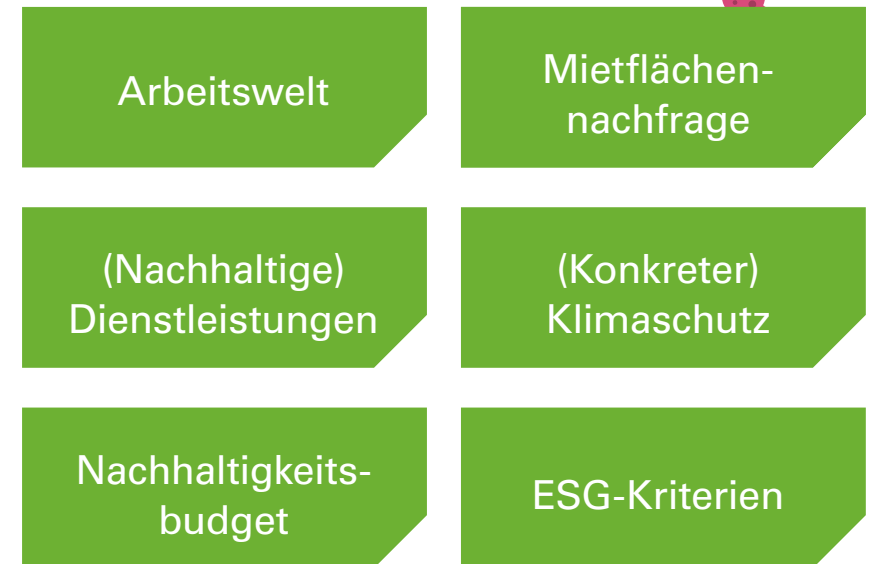 Arbeitswelt
Mietflächen-
nachfrage
(Nachhaltige)
Dienstleistungen
(Konkreter)
Klimaschutz
Nachhaltigkeits-
budget
ESG-Kriterien